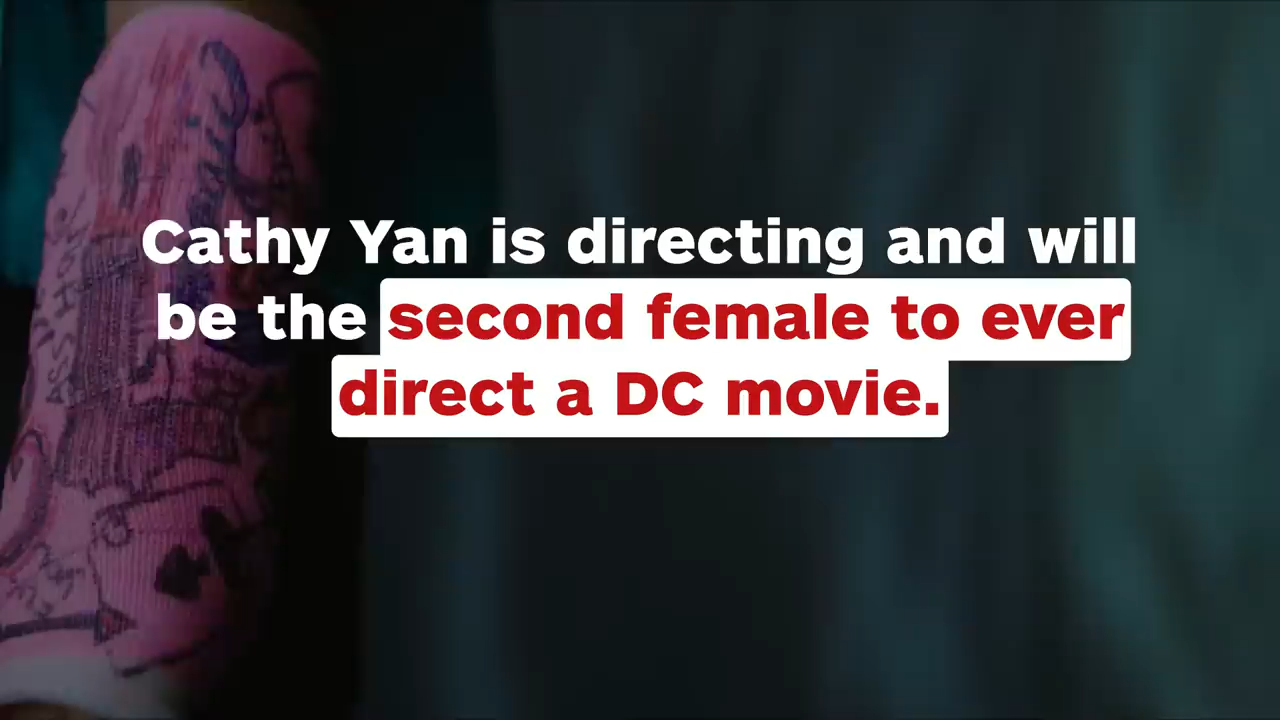 Cathy Yan is directing and will
be the second female to ever
direct a DC movie.